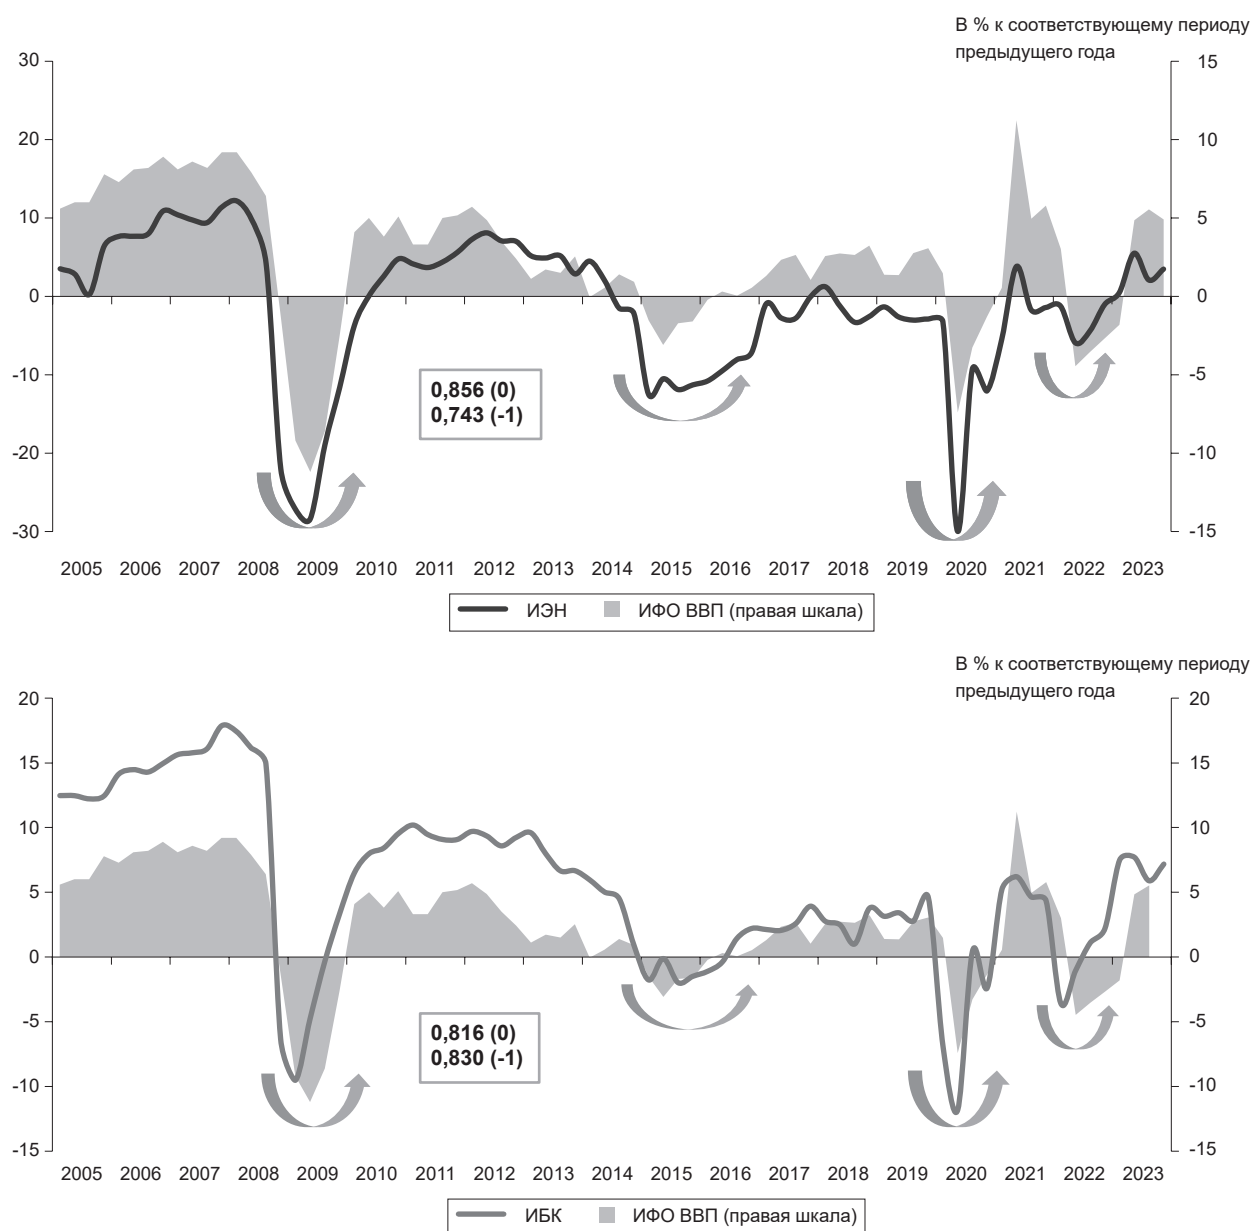 В % к соответствующему периоду
предыдущего года
30 15
20 10
10 5
0 0
-10 -5
-20 -10
-30 -15
0,856 (0)
0,743 (-1)
2005 2006 2007 2008 2009 2010 2011 2012 2013 2014 2015 2016 2017 2018 2019 2020 2021 2022 2023
ИЭН ИФО ВВП (правая шкала)
В % к соответствующему периоду
предыдущего года
20 20
15 15
10 10
5 5
0 0
-5 -5
-10 -10
-15 -15
0,816 (0)
0,830 (-1)
2005 2006 2007 2008 2009 2010 2011 2012 2013 2014 2015 2016 2017 2018 2019 2020 2021 2022 2023
ИБК ИФО ВВП (правая шкала)